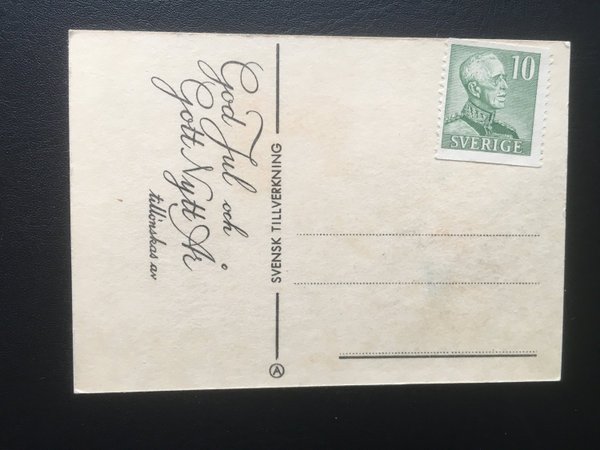 God Jul och
Gott Nytt År
tillönskas av
SVENSK TILLVERKNING
A
10
SVERIGE